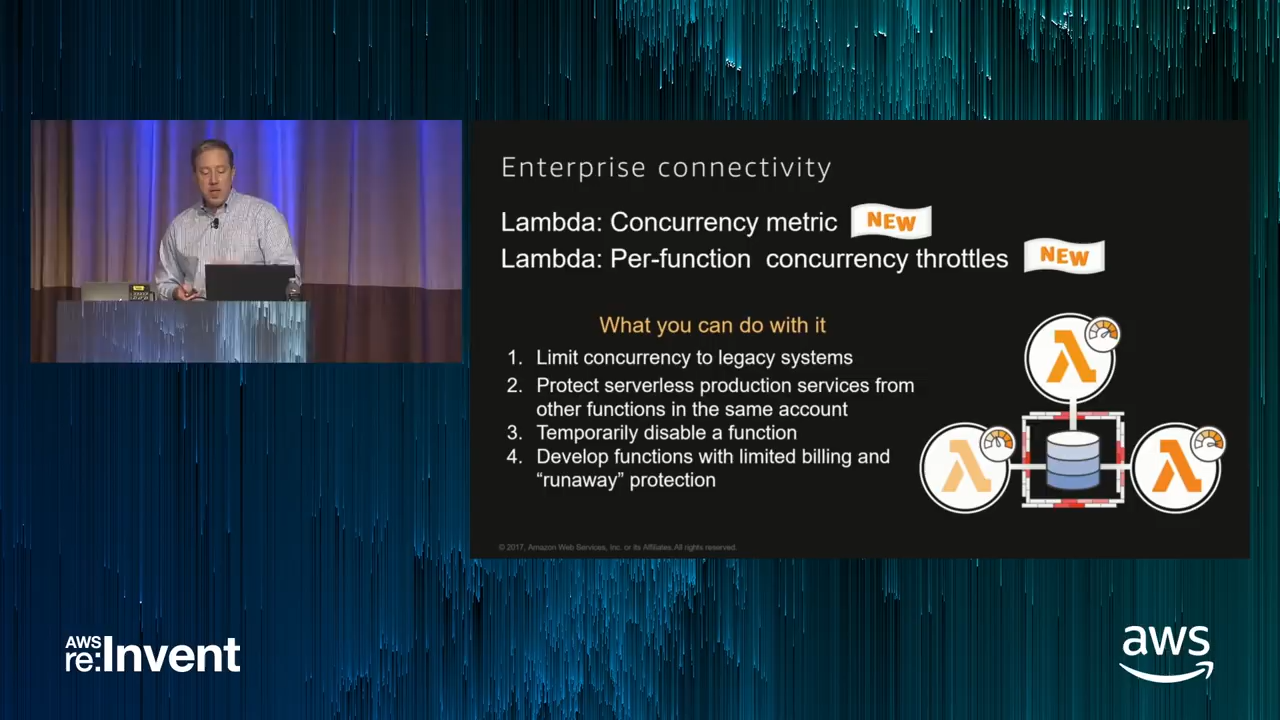 Enterprise connectivity
Lambda: Concurrency metric NEW
Lambda: Per-function concurrency throttles NEW
What you can do with it
1. Limit concurrency to legacy systems
2. Protect serverless production services from
other functions in the same account
3. Temporarily disable a function
4. Develop functions with limited billing and
“runaway” protection
© 2017, Amazon Web Services, Inc. or its Affiliates. All rights reserved.
AWS
re:Invent
aws